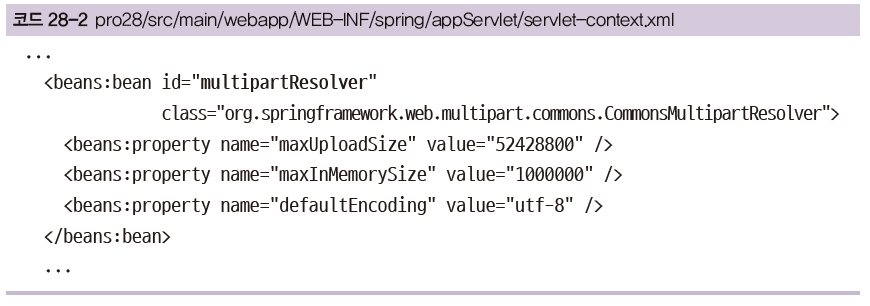 코드 28-2 pro28/src/main/webapp/WEB-INF/spring/appServlet/servlet-context.xml
...
<beans:bean id="multipartResolver"
class="org.springframework.web.multipart.commons.CommonsMultipartResolver">
<beans:property name="maxUploadSize" value="52428800" />
<beans:property name="maxInMemorySize" value="1000000" />
<beans:property name="defaultEncoding" value="utf-8" />
</beans:bean>
...